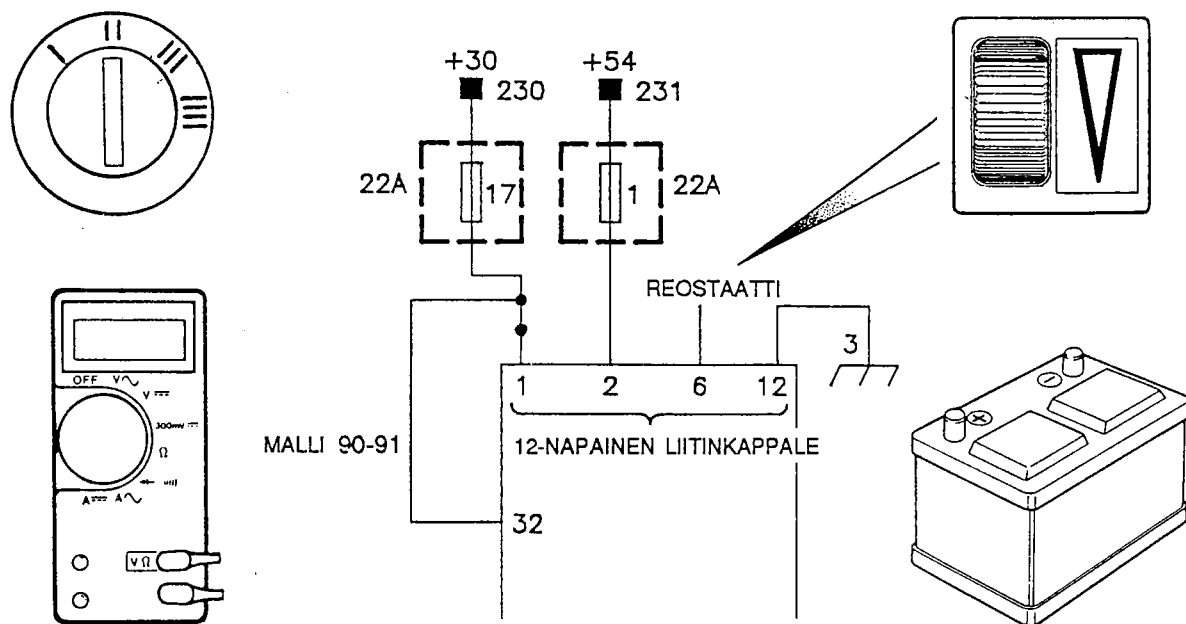 +30
230
+54
231
22A
17
1
22A
REOSTAATTI
3
1
2
6
12
MALLI 90-91
12-NAPAINEN LIITINKAPPALE
32
OFF
V
V
300mV
Ω
A
A
VΩ
+
−